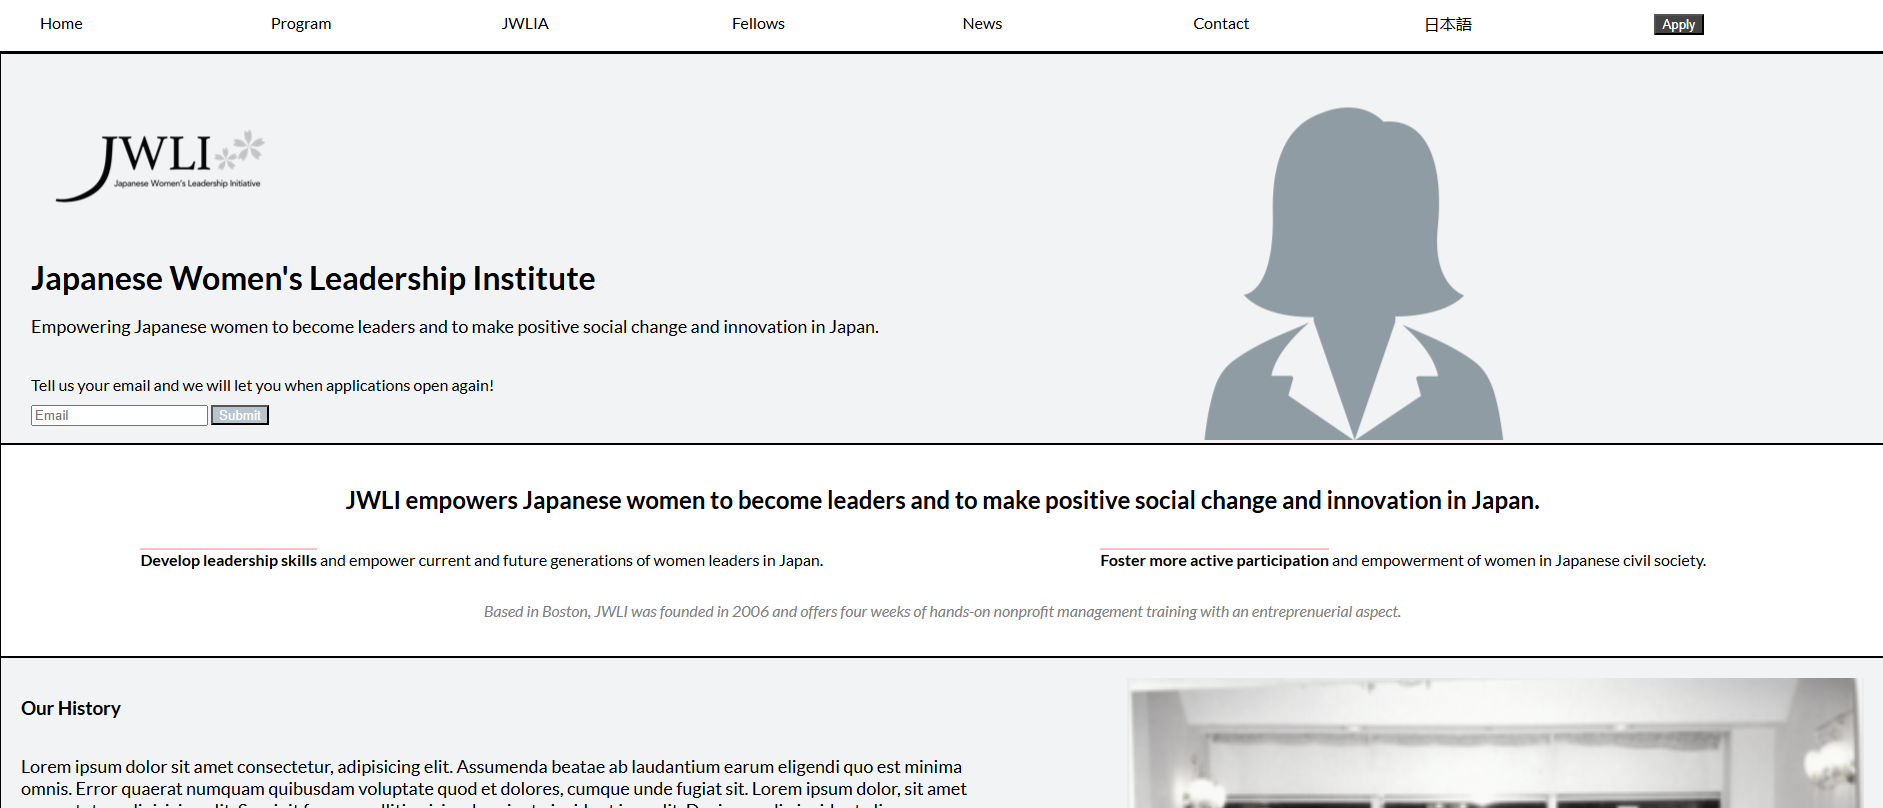 Home Program JWLIA Fellows News Contact 日本語 Apply
JWLI
Japanese Women's Leadership Initiative
Japanese Women's Leadership Institute
Empowering Japanese women to become leaders and to make positive social change and innovation in Japan.
Tell us your email and we will let you when applications open again!
Email Submit
JWLI empowers Japanese women to become leaders and to make positive social change and innovation in Japan.
Develop leadership skills and empower current and future generations of women leaders in Japan.
Foster more active participation and empowerment of women in Japanese civil society.
Based in Boston, JWLI was founded in 2006 and offers four weeks of hands-on nonprofit management training with an entreprenuerial aspect.
Our History
Lorem ipsum dolor sit amet consectetur, adipisicing elit. Assumenda beatae ab laudantium earum eligendi quo est minima
omnis. Error quaerat numquam quibusdam voluptate quod et dolores, cumque unde fugiat sit. Lorem ipsum dolor, sit amet